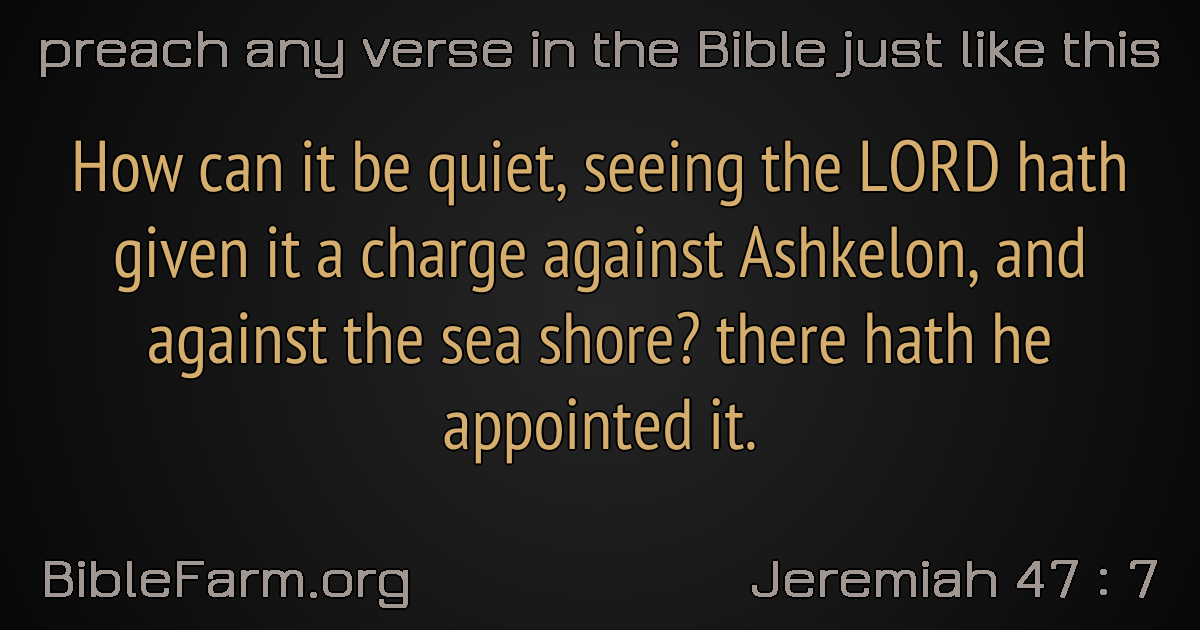 preach any verse in the Bible just like this
How can it be quiet, seeing the LORD hath
given it a charge against Ashkelon, and
against the sea shore? there hath he
appointed it.
BibleFarm.org
Jeremiah 47 : 7